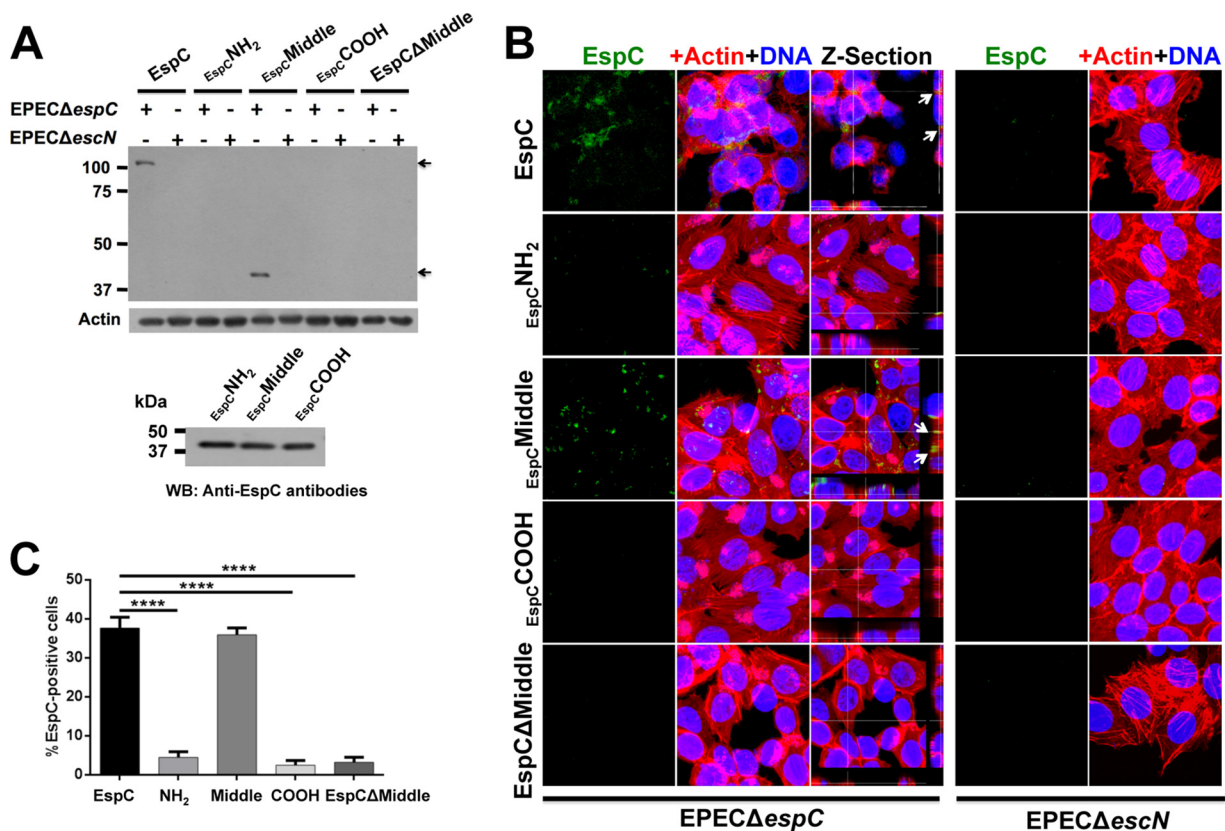 A
EspC
EspCNH2
EspCMiddle
EspCCOOH
EspCΔMiddle
EPECΔespC + - + - + - + - + -
EPECΔescN - + - + - + - + - +
100
75
50
37
Actin
EspCNH2
EspCMiddle
EspCCOOH
kDa
50
37
WB: Anti-EspC antibodies
B
EspC +Actin+DNA Z-Section EspC +Actin+DNA
EspC
EspCNH2
EspCMiddle
EspCCOOH
EspCΔMiddle
EPECΔespC EPECΔescN
C
% EspC-positive cells
50
40
30
20
10
0
****
****
****
EspC NH2 Middle COOH EspCΔMiddle